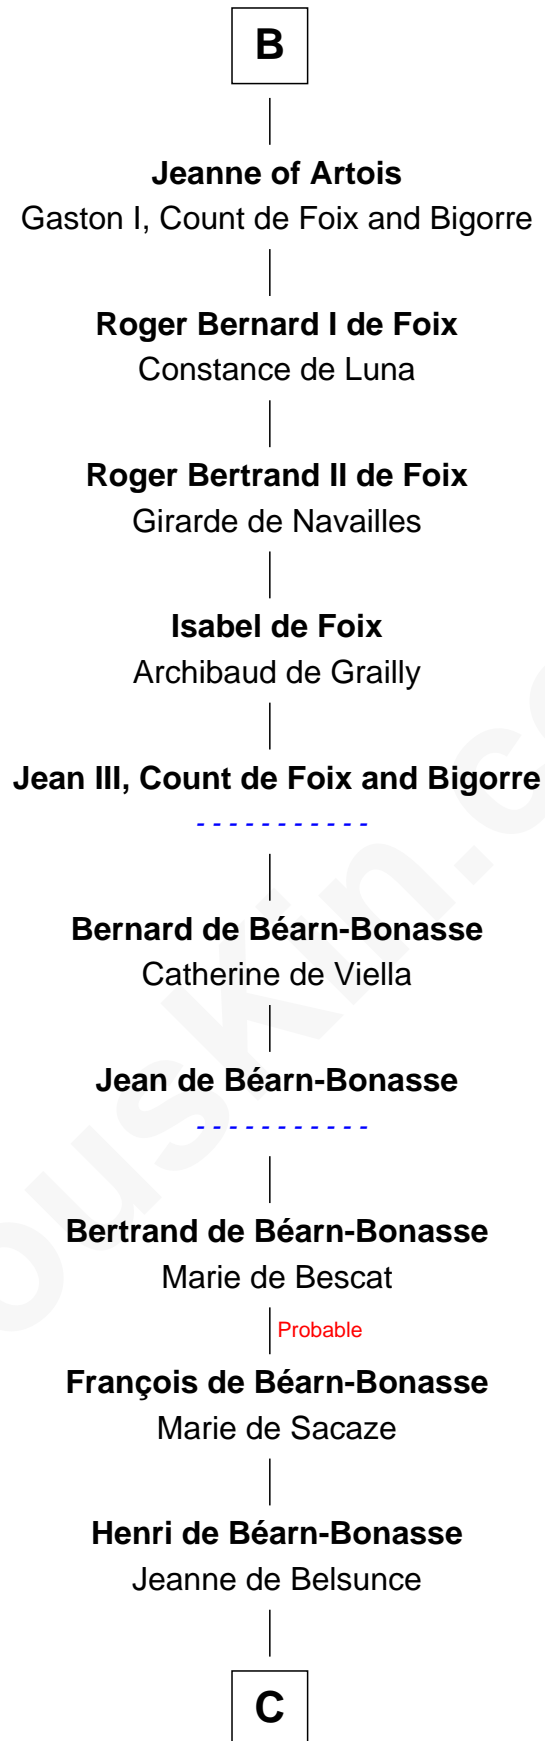 B
Jeanne of Artois
Gaston I, Count de Foix and Bigorre
Roger Bernard I de Foix
Constance de Luna
Roger Bertrand II de Foix
Girarde de Navailles
Isabel de Foix
Archibaud de Grailly
Jean III, Count de Foix and Bigorre
- - - - - - - - - - -
Bernard de Béarn-Bonasse
Catherine de Viella
Jean de Béarn-Bonasse
- - - - - - - - - - -
Bertrand de Béarn-Bonasse
Marie de Bescat
Probable
François de Béarn-Bonasse
Marie de Sacaze
Henri de Béarn-Bonasse
Jeanne de Belsunce
C